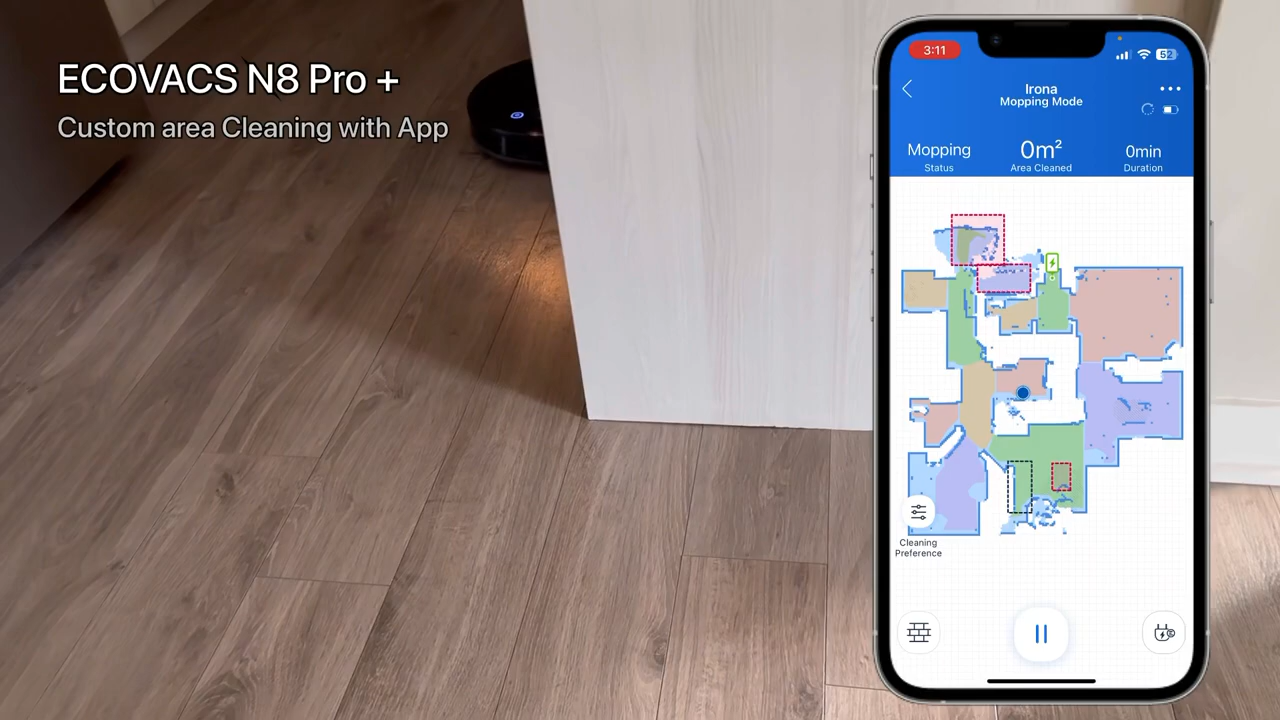 ECOVACS N8 Pro +
Custom area Cleaning with App
3:11
52
Irona
Mopping Mode
Mopping
0m²
0min
Status
Area Cleaned
Duration
Cleaning
Preference